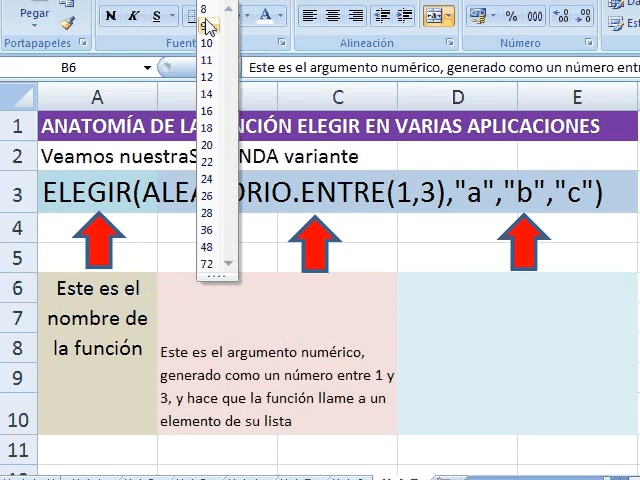 Pegar
N K S
% 000
Portapapeles
Fuent
Alineación
Número
B6
Este es el argumento numérico, generado como un número entr
8
9
10
11
12
14
16
18
20
22
24
26
28
36
48
72
A C D E
1 ANATOMÍA DE LA NCIÓN ELEGIR EN VARIAS APLICACIONES
2 Veamos nuestraS NDA variante
3 ELEGIR(ALEA ORIO.ENTRE(1,3),"a","b","c")
4
5
6 Este es el
7 nombre de
8 la función
Este es el argumento numérico,
9 generado como un número entre 1 y
3, y hace que la función llame a un
10 elemento de su lista
11